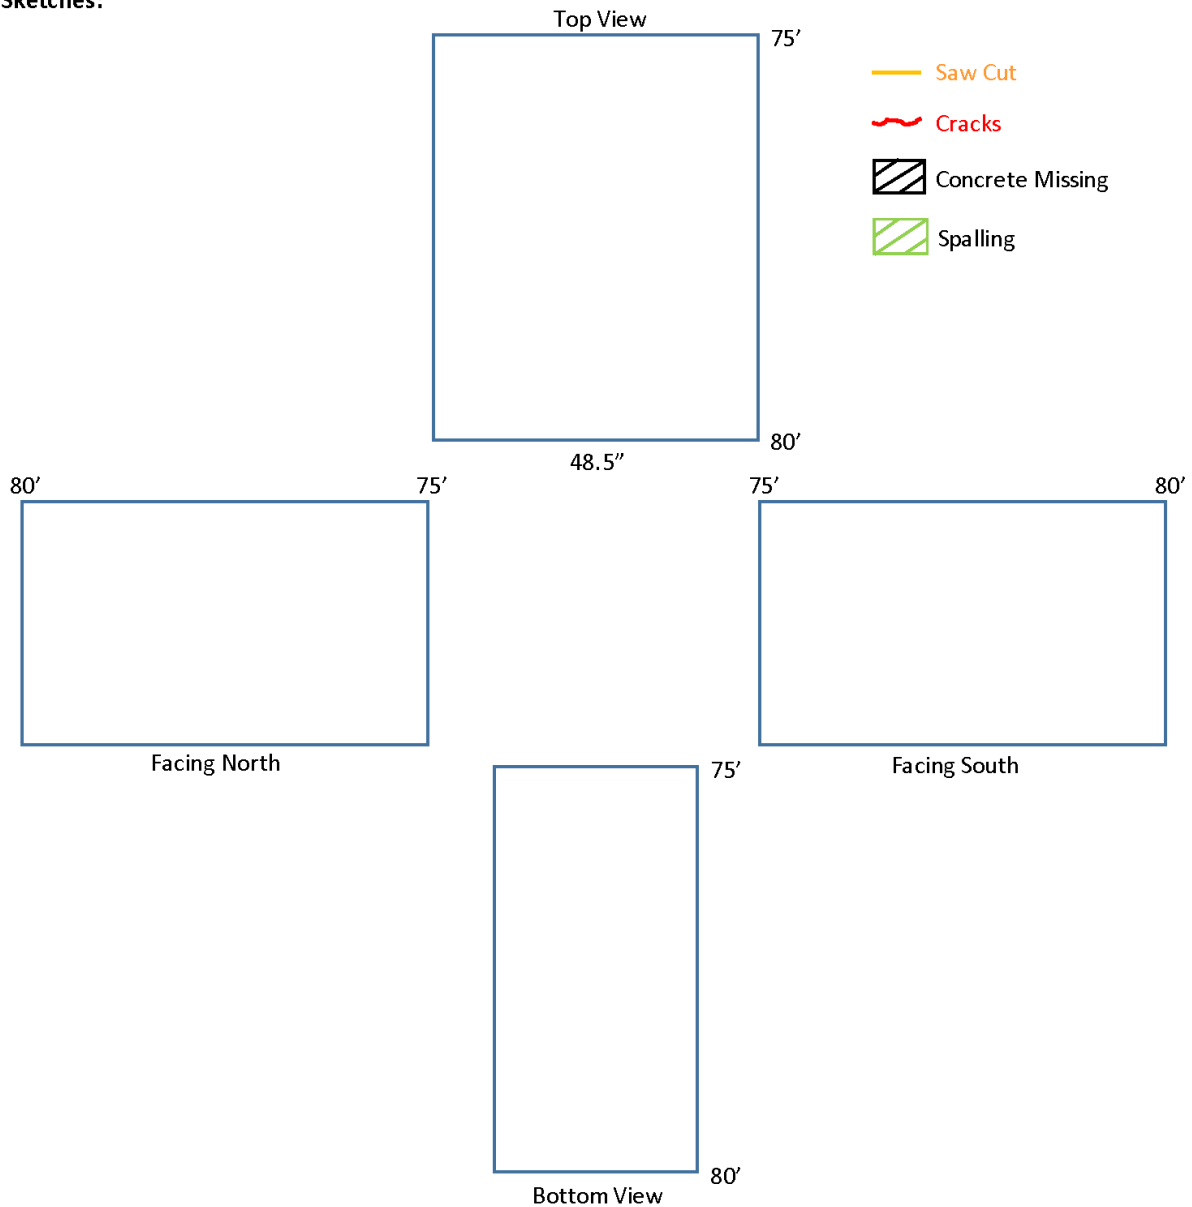 Sketches:
Top View
75’
Saw Cut
Cracks
Concrete Missing
Spalling
80’
48.5”
80’
75’
75’
80’
Facing North
Facing South
75’
80’
Bottom View